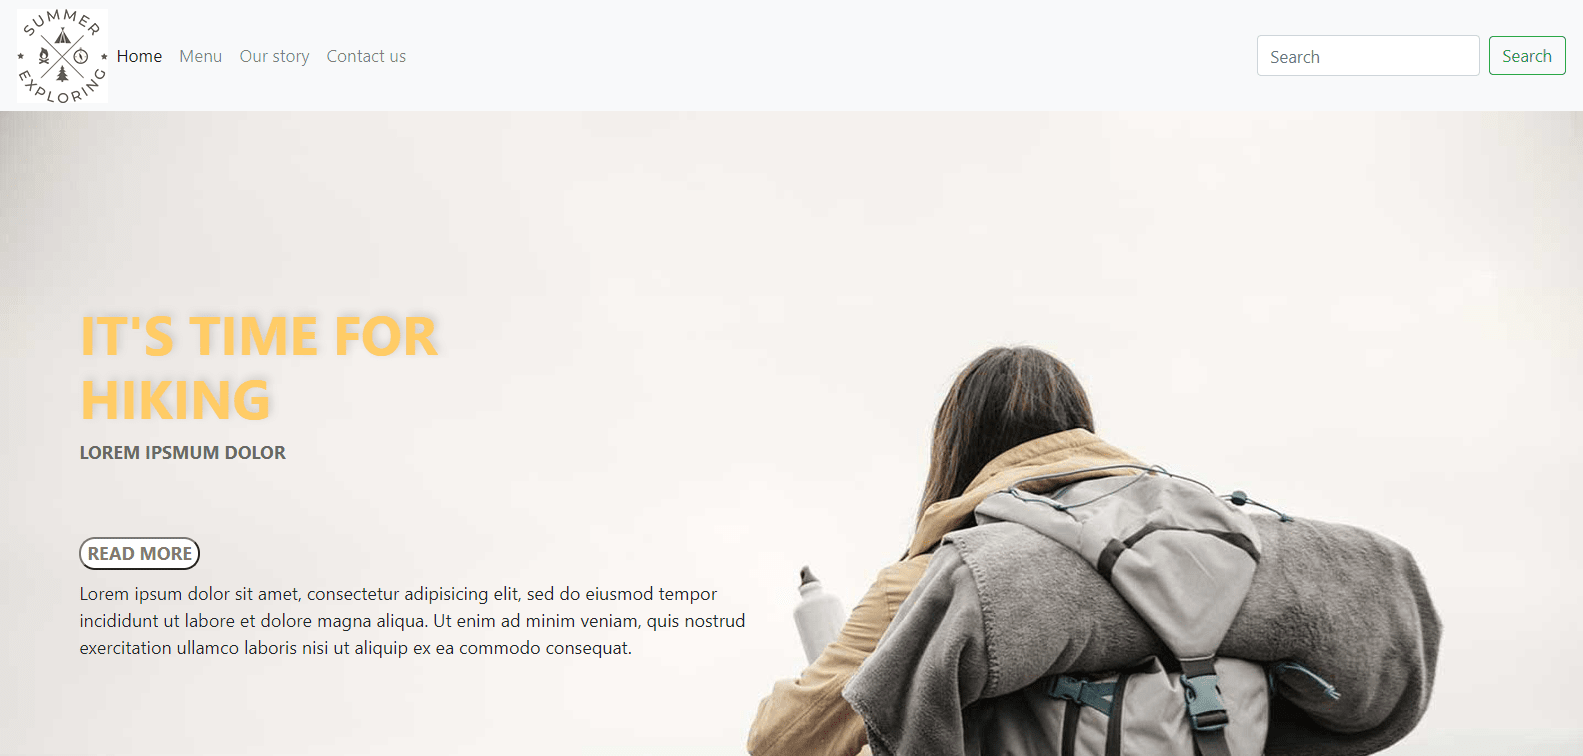 SUMMER
EXPLORING
Home Menu Our story Contact us
Search Search
IT'S TIME FOR
HIKING
LOREM IPSMUM DOLOR
READ MORE
Lorem ipsum dolor sit amet, consectetur adipisicing elit, sed do eiusmod tempor
incididunt ut labore et dolore magna aliqua. Ut enim ad minim veniam, quis nostrud
exercitation ullamco laboris nisi ut aliquip ex ea commodo consequat.